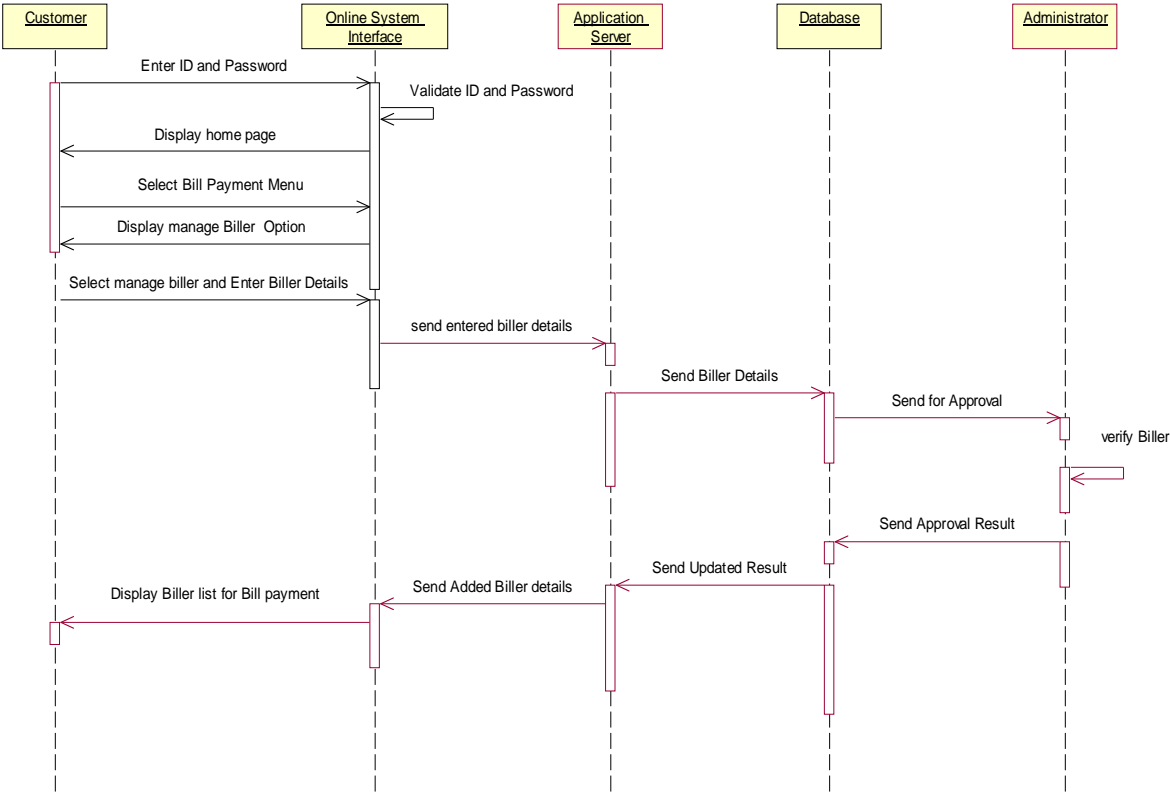 Customer
Online System
Interface
Application
Server
Database
Administrator
Enter ID and Password
Validate ID and Password
Display home page
Select Bill Payment Menu
Display manage Biller Option
Select manage biller and Enter Biller Details
send entered biller details
Send Biller Details
Send for Approval
verify Biller
Send Approval Result
Send Updated Result
Send Added Biller details
Display Biller list for Bill payment